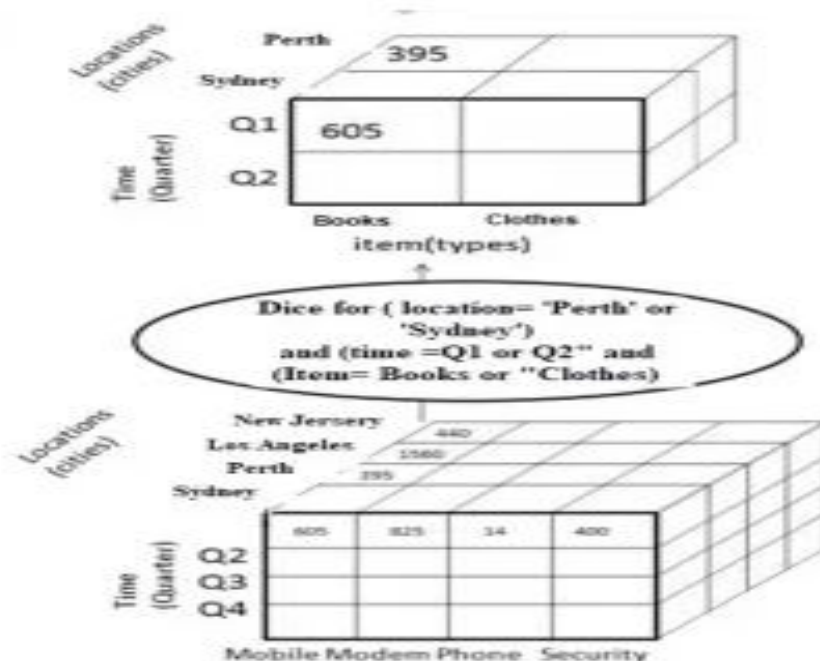 Locations
(cities)
Perth
395
Sydney
Time
(Quarter)
Q1
605
Q2
Books Clothes
item(types)
Dice for ( location= 'Perth' or
'Sydney')
and (time =Q1 or Q2" and
(Item= Books or "Clothes)
Locations
(cities)
New Jersery
440
Los Angeles
1560
Perth
395
Sydney
605 825 14 400
Time
(Quarter)
Q2
Q3
Q4
Mobile Modem Phone Security